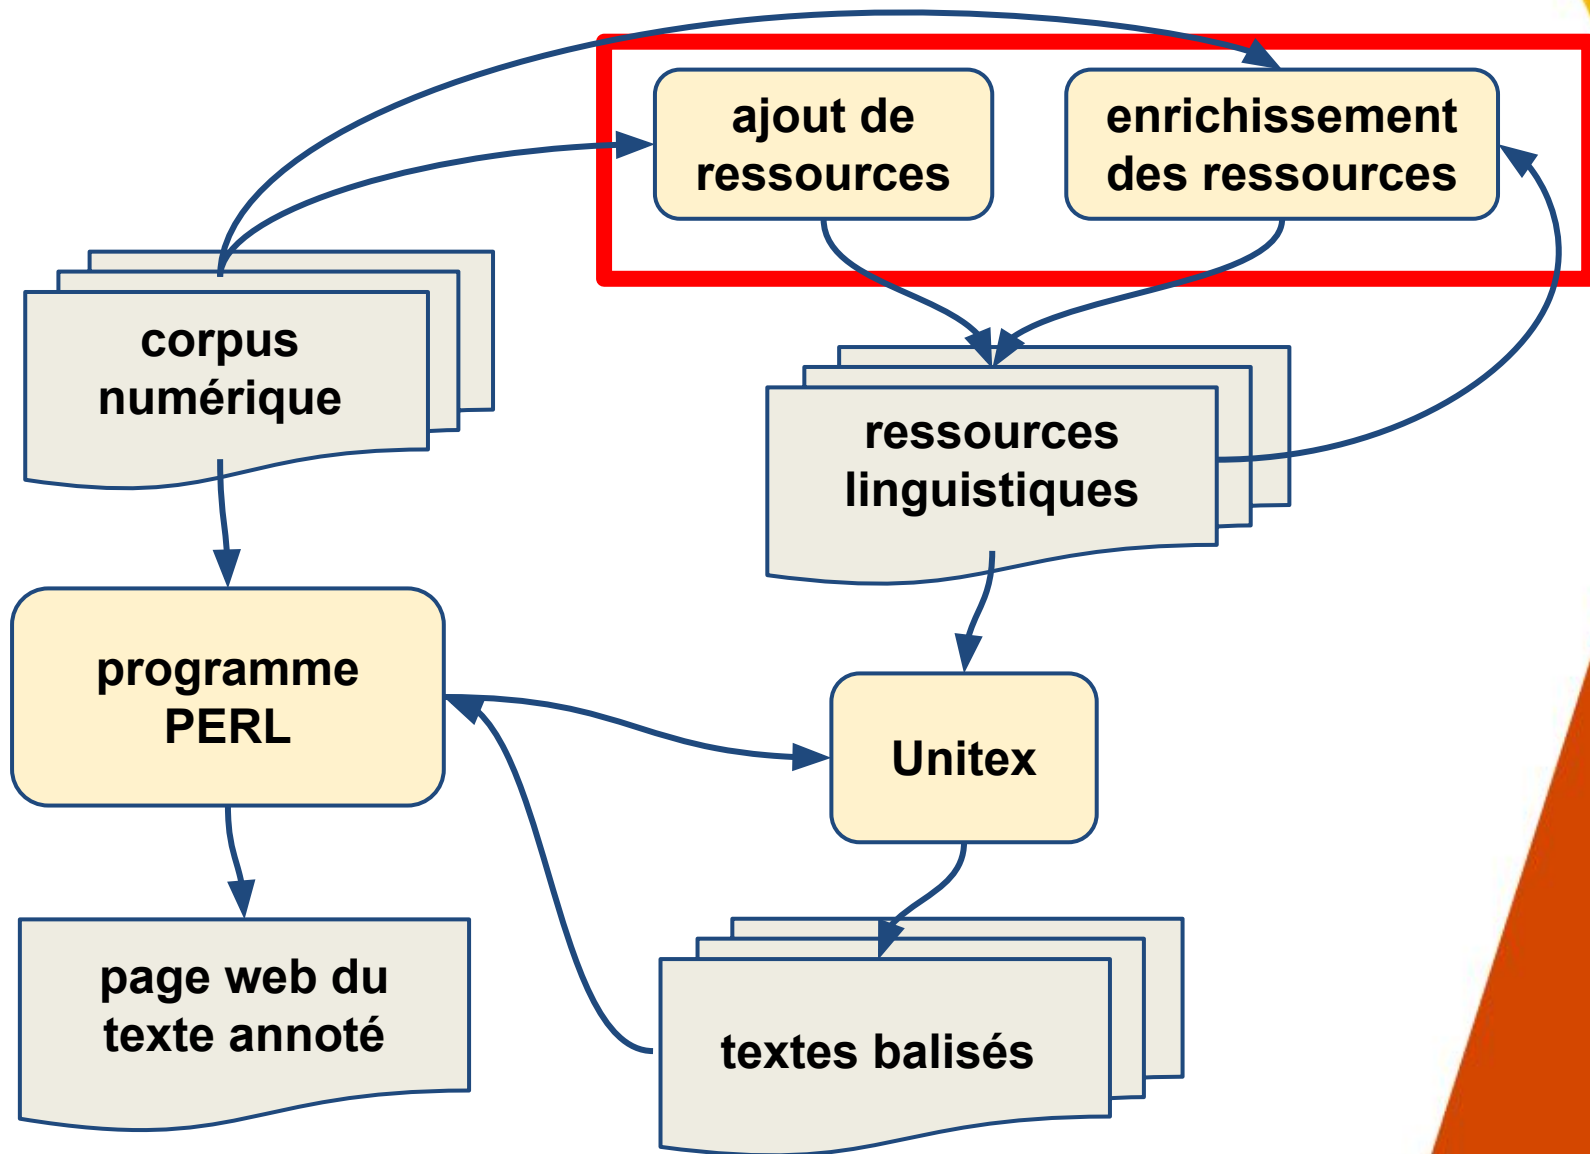 ajout de
ressources
enrichissement
des ressources
corpus
numérique
ressources
linguistiques
programme
PERL
Unitex
page web du
texte annoté
textes balisés